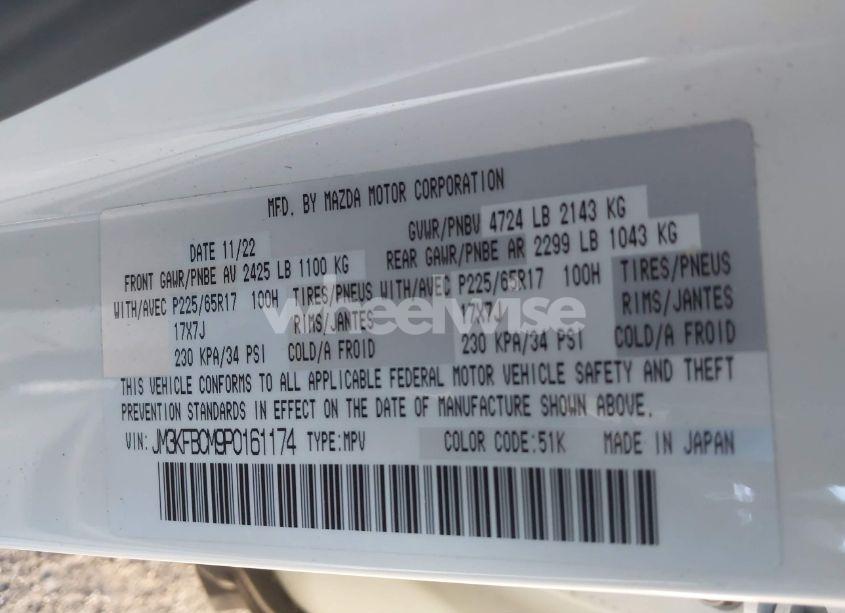 MFD. BY MAZDA MOTOR CORPORATION
DATE 11/22
GVWR/PNBV 4724 LB 2143 KG
FRONT GAWR/PNBE AV 2425 LB 1100 KG
REAR GAWR/PNBE AR 2299 LB 1043 KG
WITH/AVEC P225/65R17 100H TIRES/PNEUS
WITH/AVEC P225/65R17 100H TIRES/PNEUS
17X7J RIMS/JANTES
17X7J RIMS/JANTES
230 KPA/34 PSI COLD/A FROID
230 KPA/34 PSI COLD/A FROID
THIS VEHICLE CONFORMS TO ALL APPLICABLE FEDERAL MOTOR VEHICLE SAFETY AND THEFT
PREVENTION STANDARDS IN EFFECT ON THE DATE OF MANUFACTURE SHOWN ABOVE.
VIN: JM3KFBCM9P0161174 TYPE:MPV COLOR CODE:51K MADE IN JAPAN
wheelwise